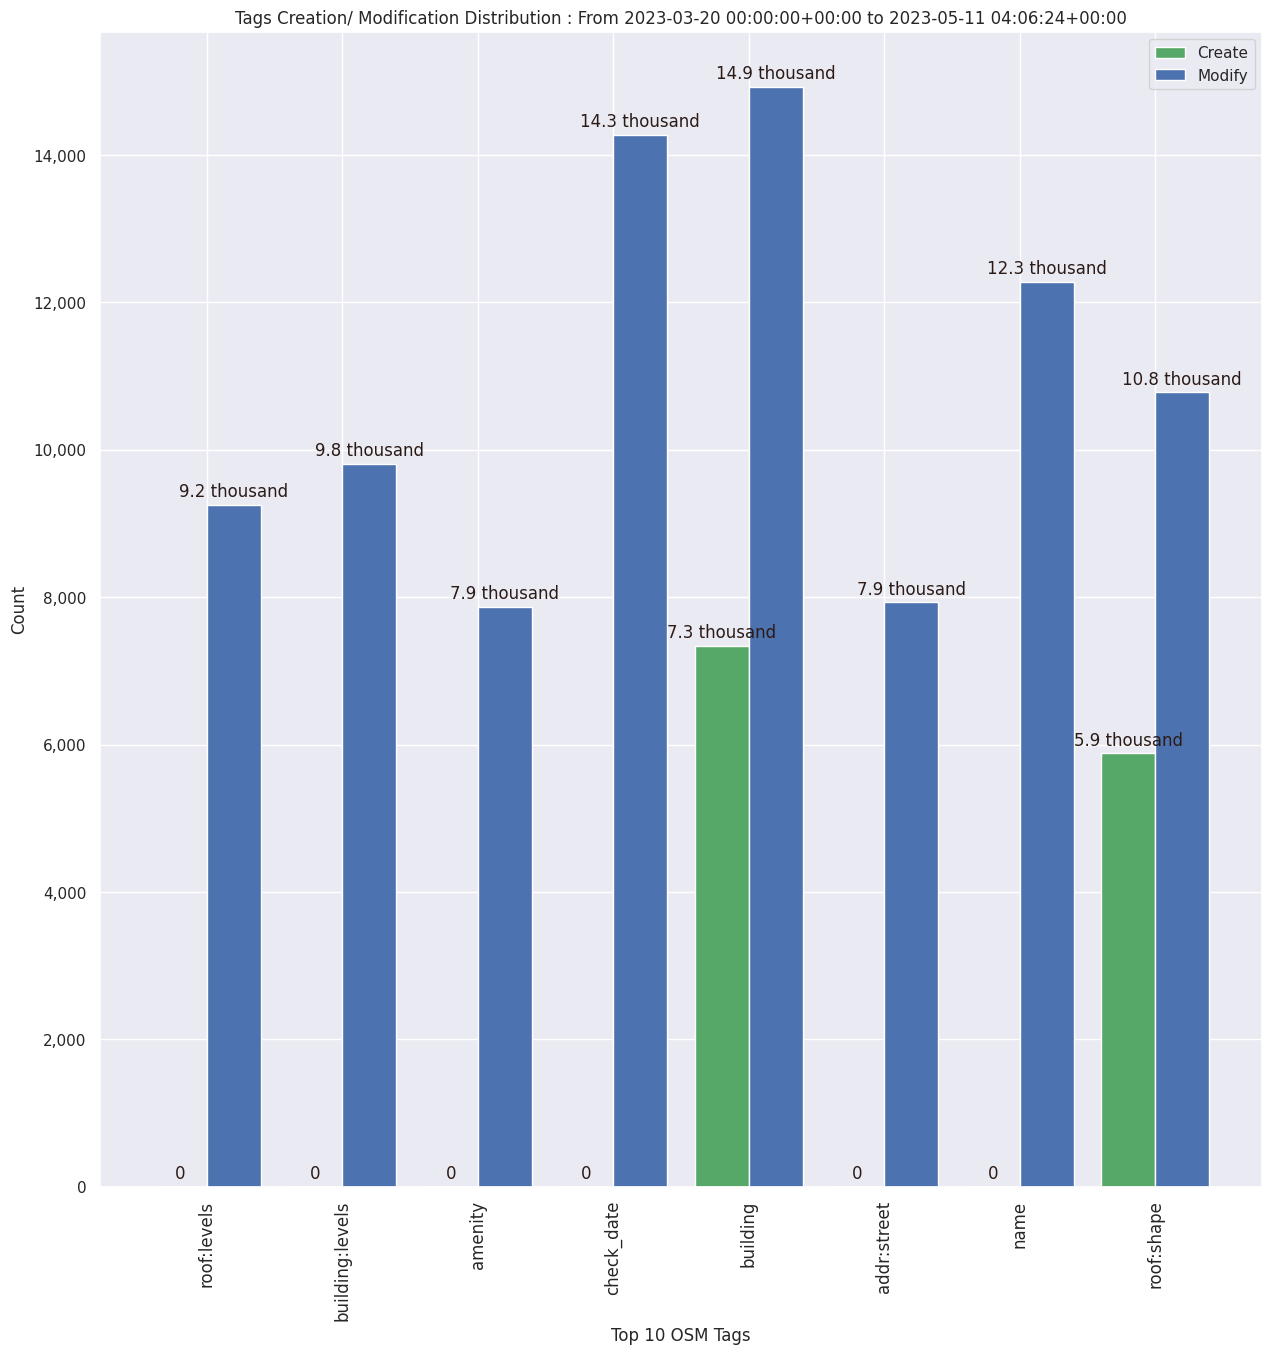 Tags Creation/ Modification Distribution : From 2023-03-20 00:00:00+00:00 to 2023-05-11 04:06:24+00:00
Create
Modify
14.9 thousand
14.3 thousand
14,000
12.3 thousand
12,000
10.8 thousand
10,000
9.8 thousand
9.2 thousand
8,000
7.9 thousand
7.9 thousand
7.3 thousand
6,000
5.9 thousand
4,000
2,000
0
0
0
0
0
0
0
Count
roof:levels
building:levels
amenity
check_date
building
addr:street
name
roof:shape
Top 10 OSM Tags